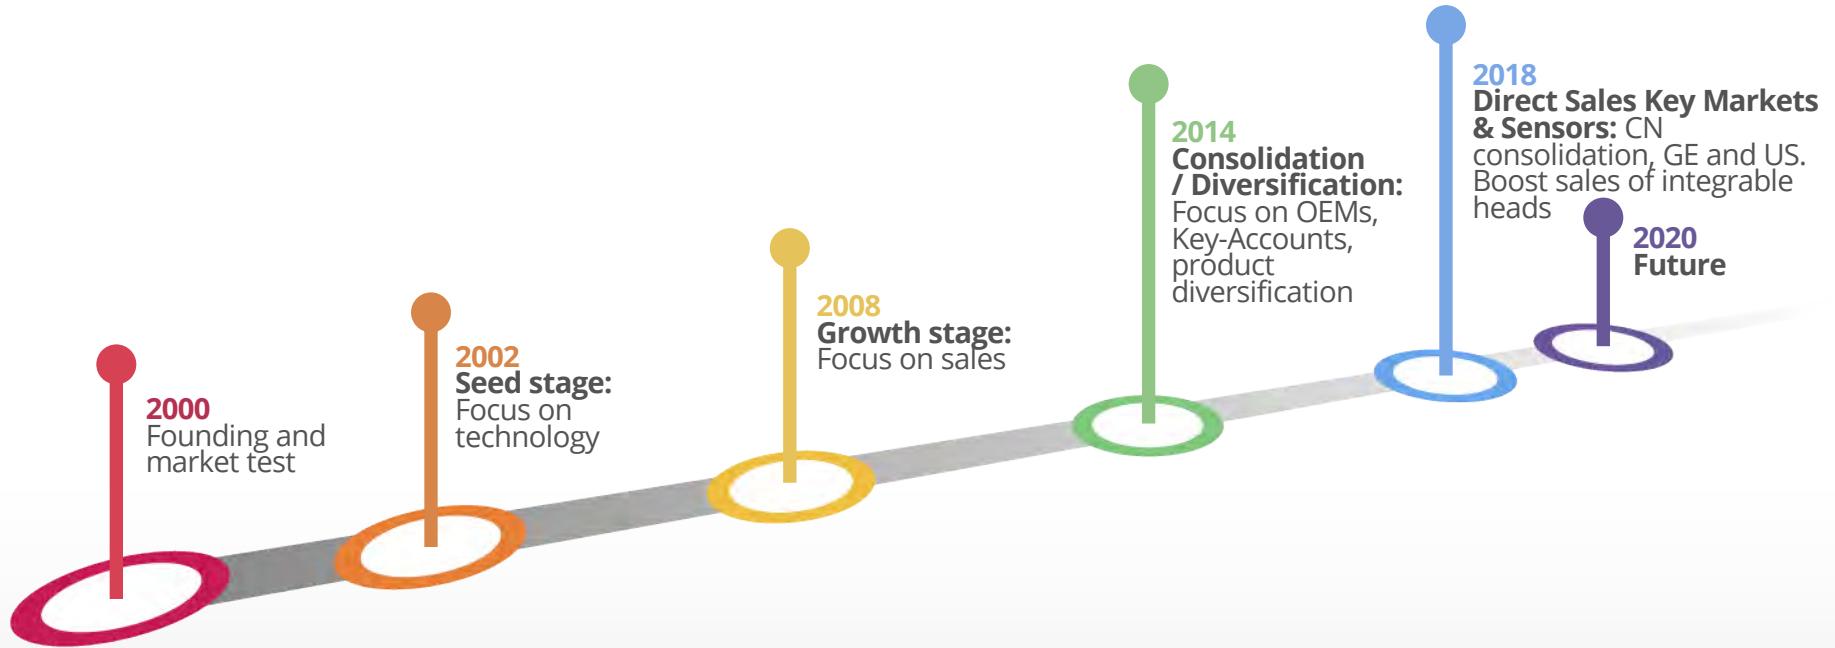 2000
Founding and
market test
2002
Seed stage:
Focus on
technology
2008
Growth stage:
Focus on sales
2014
Consolidation
/ Diversification:
Focus on OEMs,
Key-Accounts,
product
diversification
2018
Direct Sales Key Markets
& Sensors: CN
consolidation, GE and US.
Boost sales of integrable
heads
2020
Future